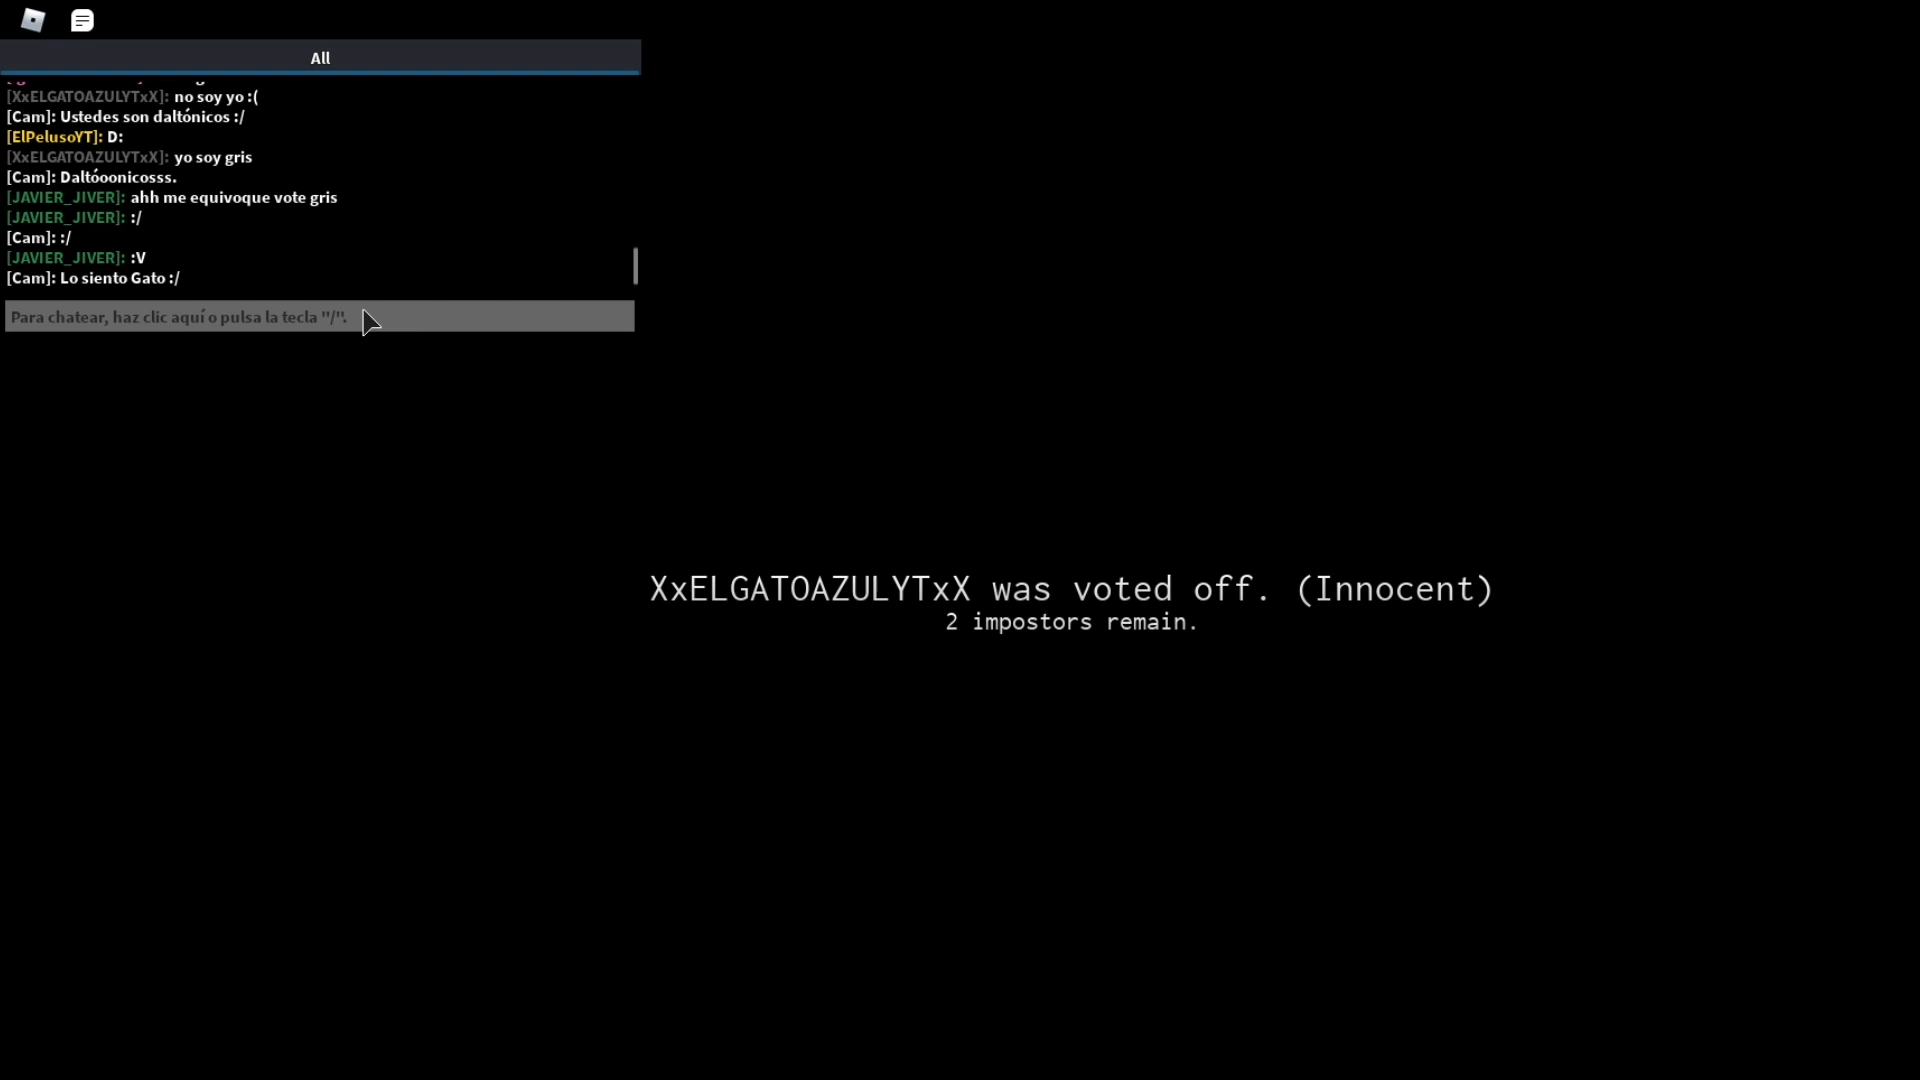 All
[XxELGATOAZULYTxX]: no soy yo :(
[Cam]: Ustedes son daltónicos :/
[ElPelusoYT]: D:
[XxELGATOAZULYTxX]: yo soy gris
[Cam]: Daltóoonicosss.
[JAVIER_JIVER]: ahh me equivoque vote gris
[JAVIER_JIVER]: :/
[Cam]: :/
[JAVIER_JIVER]: :V
[Cam]: Lo siento Gato :/
Para chatear, haz clic aquí o pulsa la tecla "/".
XxELGATOAZULYTxX was voted off. (Innocent)
2 impostors remain.